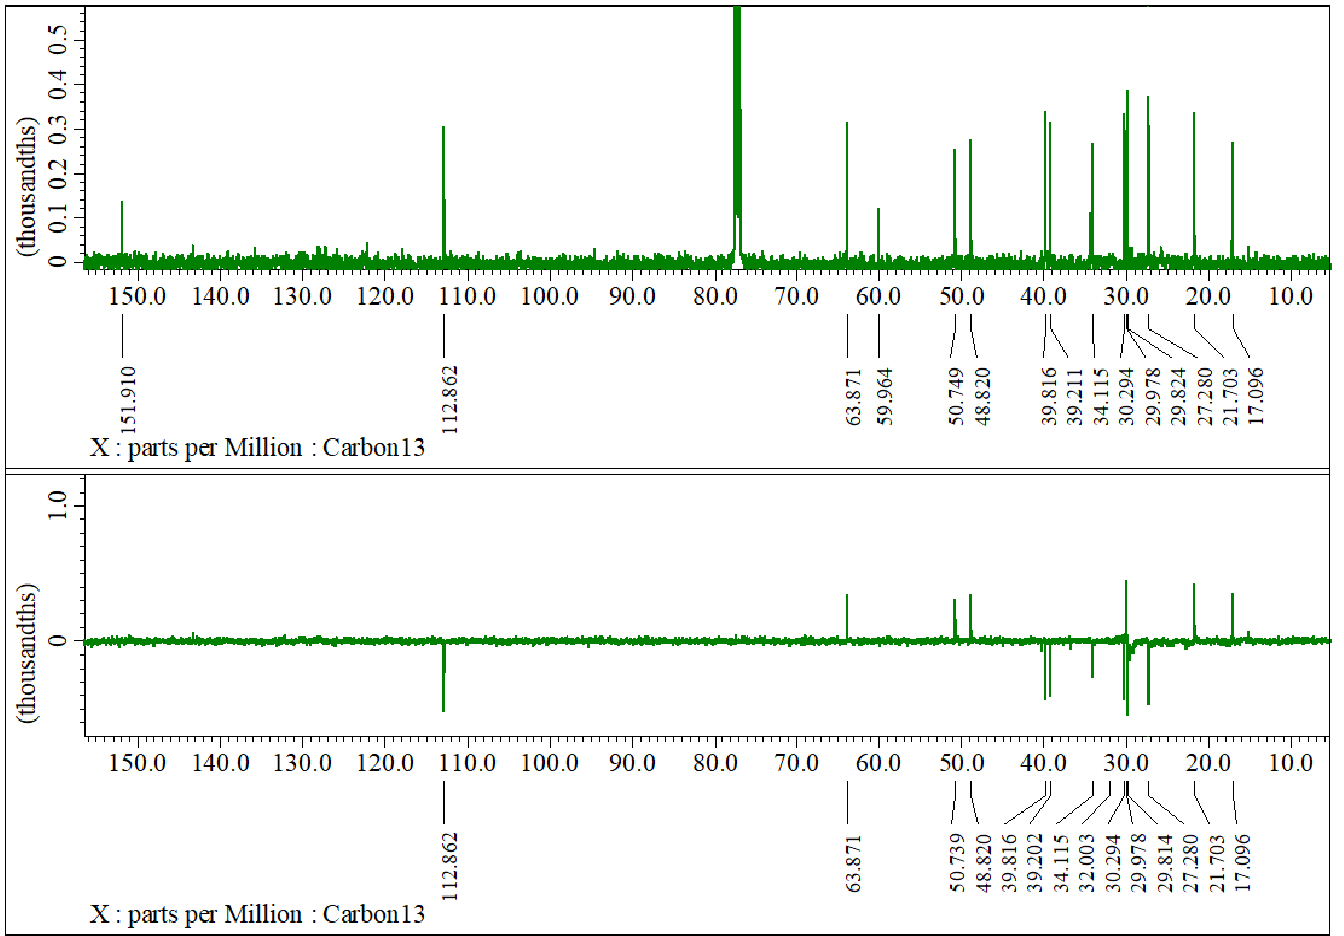 (thousandths)
0.5
0.4
0.3
0.2
0.1
0
150.0 140.0 130.0 120.0 110.0 100.0 90.0 80.0 70.0 60.0 50.0 40.0 30.0 20.0 10.0
151.910 112.862 63.871 59.964 50.749 48.820 39.816 39.211 34.115 30.294 29.978 29.824 27.280 21.703 17.096
X : parts per Million : Carbon13
(thousandths)
1.0
0
150.0 140.0 130.0 120.0 110.0 100.0 90.0 80.0 70.0 60.0 50.0 40.0 30.0 20.0 10.0
112.862 63.871 50.739 48.820 39.816 39.202 34.115 32.003 30.294 29.978 29.814 27.280 21.703 17.096
X : parts per Million : Carbon13